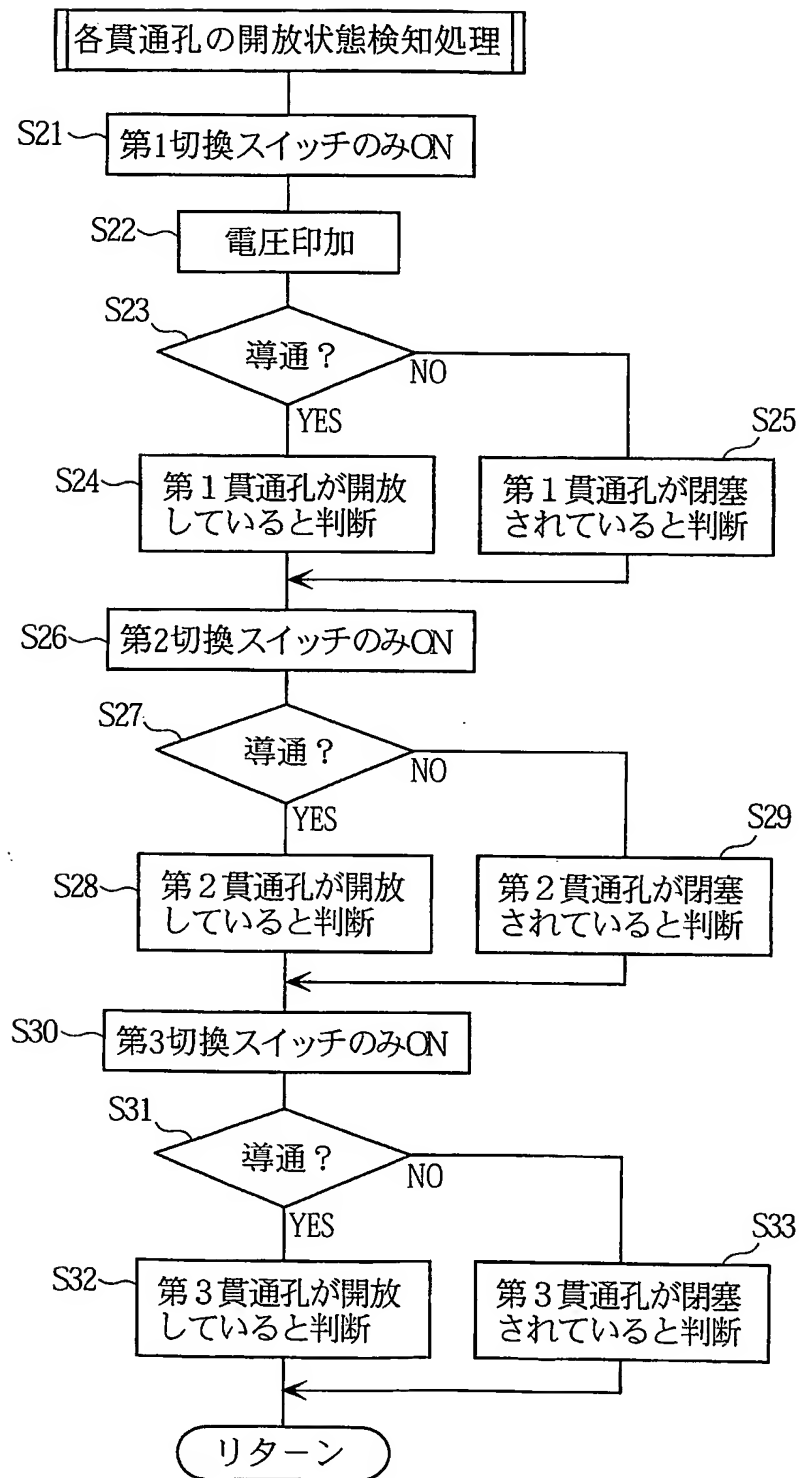 各貫通孔の開放状態検知処理
S21
第1切換スイッチのみON
S22
電圧印加
S23
導通？
NO
YES
S24
第１貫通孔が開放
していると判断
S25
第１貫通孔が閉塞
されていると判断
S26
第2切換スイッチのみON
S27
導通？
NO
YES
S28
第２貫通孔が開放
していると判断
S29
第２貫通孔が閉塞
されていると判断
S30
第3切換スイッチのみON
S31
導通？
NO
YES
S32
第３貫通孔が開放
していると判断
S33
第３貫通孔が閉塞
されていると判断
リターン